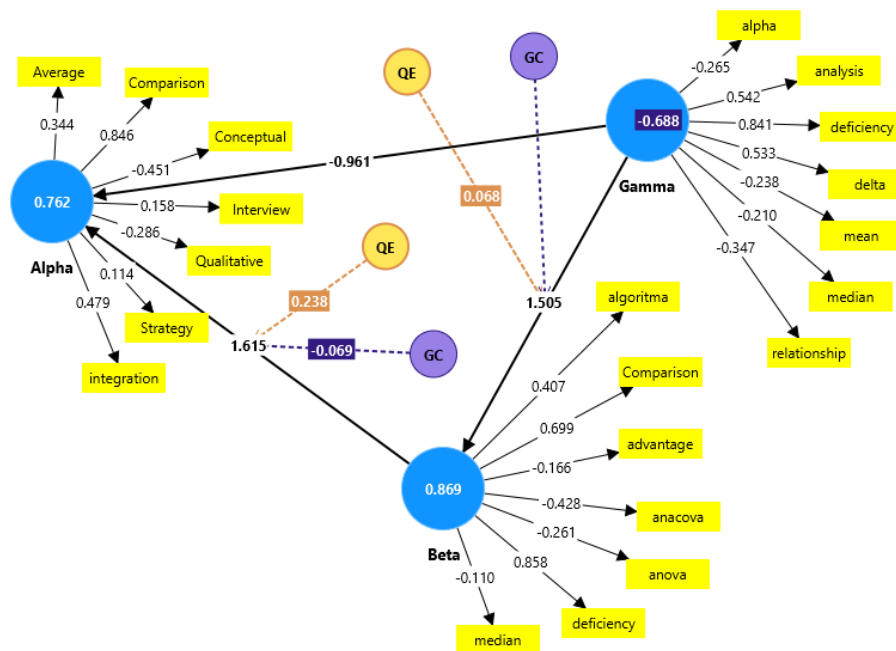 Average
Comparison
Conceptual
Interview
Qualitative
Strategy
integration
0.344
0.846
-0.451
0.158
-0.286
0.114
0.479
0.762
Alpha
QE
GC
0.068
-0.961
-0.688
Gamma
alpha
analysis
deficiency
delta
mean
median
relationship
-0.265
0.542
0.841
0.533
-0.238
-0.210
-0.347
QE
0.238
1.615
-0.069
GC
1.505
0.869
Beta
algoritma
Comparison
advantage
anacova
anova
deficiency
median
0.407
0.699
-0.166
-0.428
-0.261
0.858
-0.110